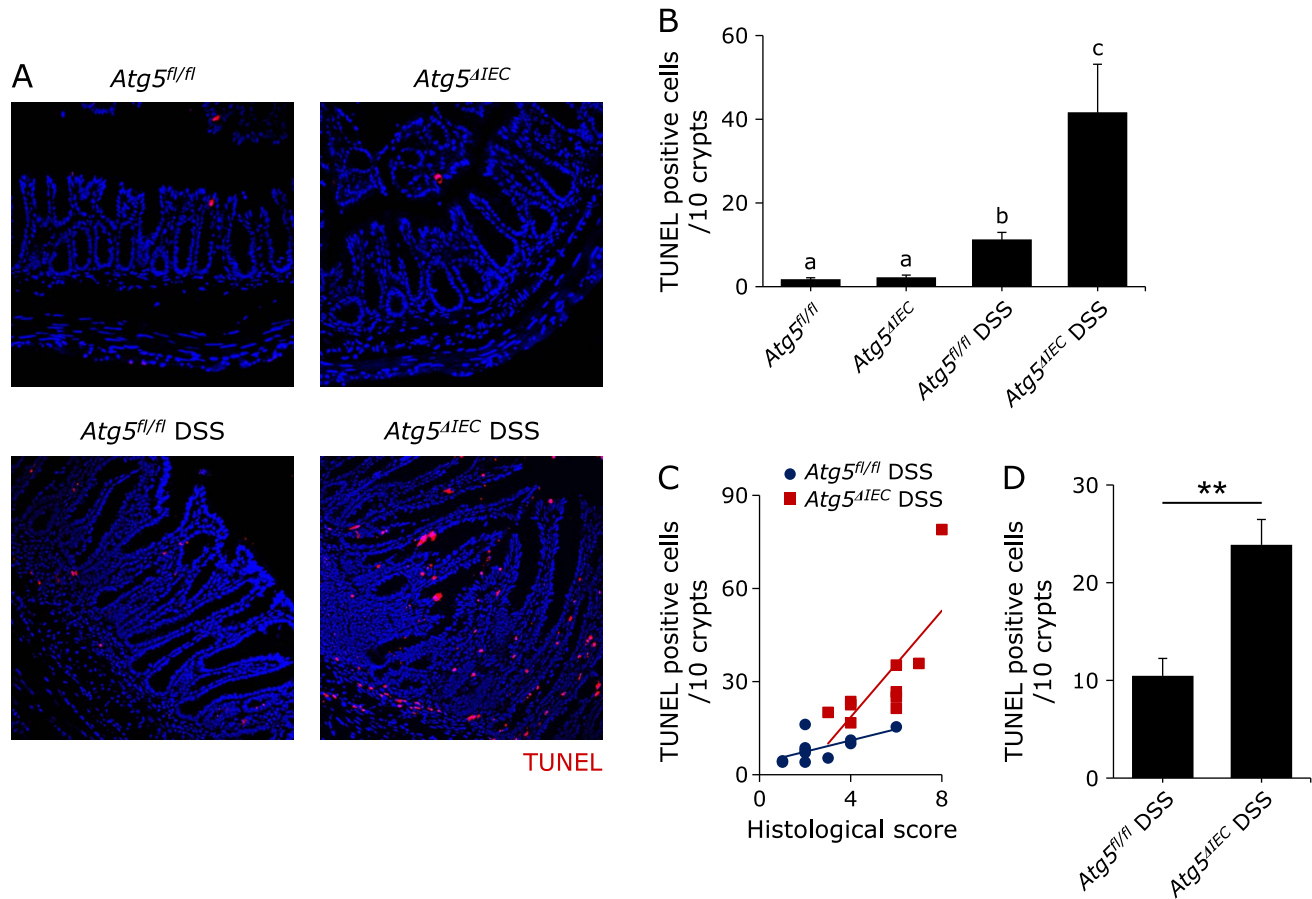 A
Atg5fl/fl
Atg5ΔIEC
Atg5fl/fl DSS
Atg5ΔIEC DSS
TUNEL
B
TUNEL positive cells
/10 crypts
60
40
20
0
a
a
b
c
Atg5fl/fl
Atg5ΔIEC
Atg5fl/fl DSS
Atg5ΔIEC DSS
C
Atg5fl/fl DSS
Atg5ΔIEC DSS
TUNEL positive cells
/10 crypts
90
60
30
0
0 4 8
Histological score
D
TUNEL positive cells
/10 crypts
30
20
10
0
**
Atg5fl/fl DSS
Atg5ΔIEC DSS